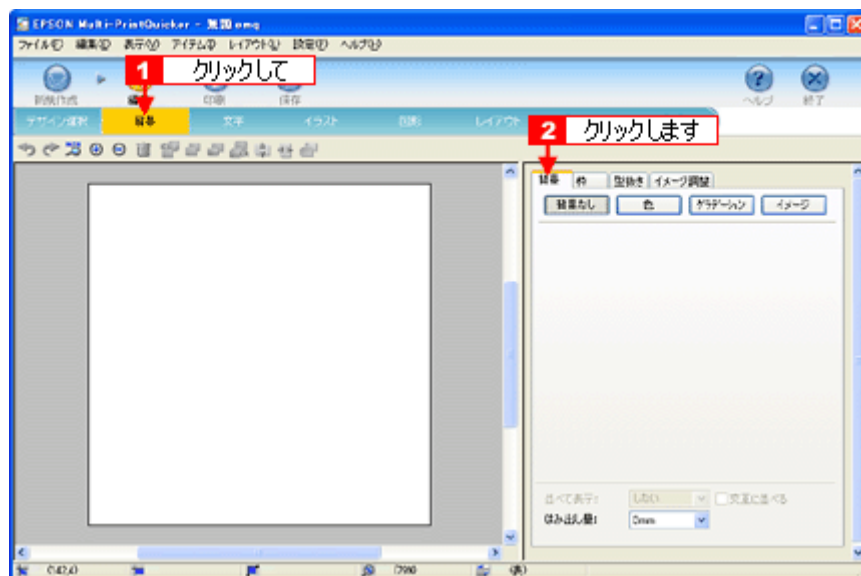 EPSON Multi-PrintQuicker - 無題.emq
ファイル(F) 編集(E) 表示(V) アイテム(I) レイアウト(L) 設定(T) ヘルプ(H)
1 クリックして
新規作成 印刷 保存 ヘルプ 終了
デザイン選択 背景 文字 イラスト 図形 レイアウト
2 クリックします
背景 枠 型抜き イメージ調整
背景なし 色 グラデーション イメージ
並べて表示: しない 交互に並べる
はみ出し量: 0mm